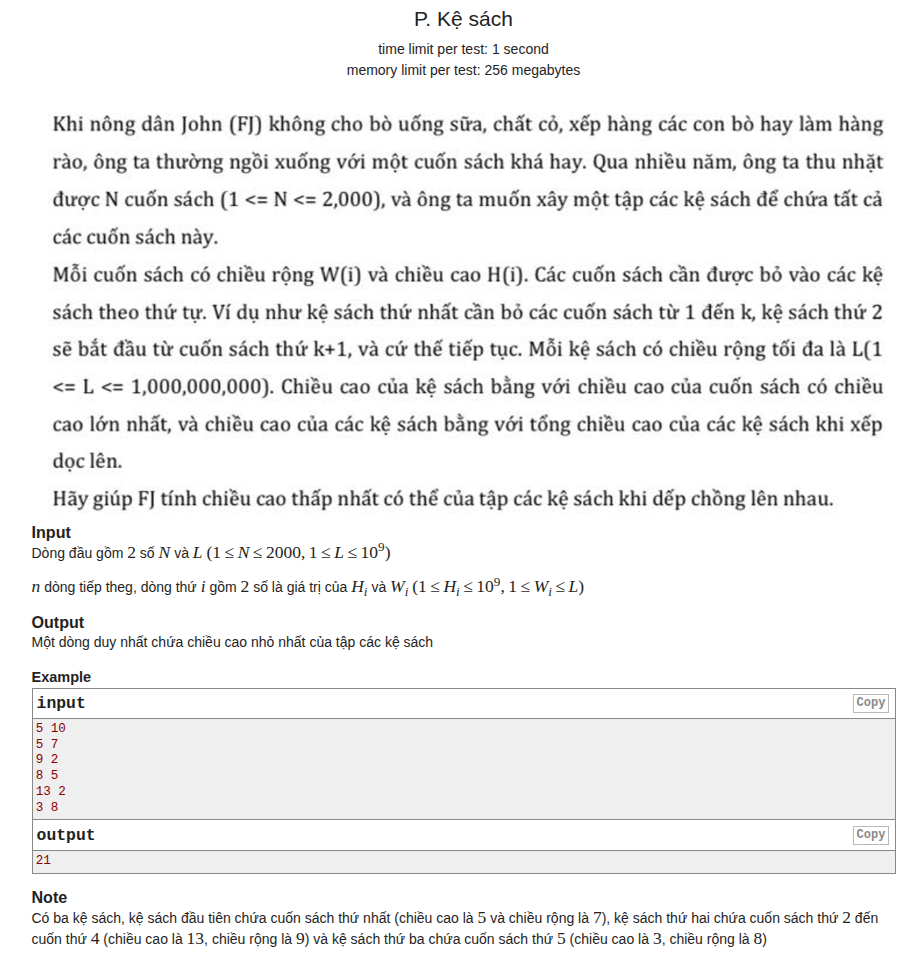 P. Kệ sách
time limit per test: 1 second
memory limit per test: 256 megabytes
Khi nông dân John (FJ) không cho bò uống sữa, chất cỏ, xếp hàng các con bò hay làm hàng
rào, ông ta thường ngồi xuống với một cuốn sách khá hay. Qua nhiều năm, ông ta thu nhặt
được N cuốn sách (1 <= N <= 2,000), và ông ta muốn xây một tập các kệ sách để chứa tất cả
các cuốn sách này.
Mỗi cuốn sách có chiều rộng W(i) và chiều cao H(i). Các cuốn sách cần được bỏ vào các kệ
sách theo thứ tự. Ví dụ như kệ sách thứ nhất cần bỏ các cuốn sách từ 1 đến k, kệ sách thứ 2
sẽ bắt đầu từ cuốn sách thứ k+1, và cứ thế tiếp tục. Mỗi kệ sách có chiều rộng tối đa là L(1
<= L <= 1,000,000,000). Chiều cao của kệ sách bằng với chiều cao của cuốn sách có chiều
cao lớn nhất, và chiều cao của các kệ sách bằng với tổng chiều cao của các kệ sách khi xếp
dọc lên.
Hãy giúp FJ tính chiều cao thấp nhất có thể của tập các kệ sách khi dếp chồng lên nhau.
Input
Dòng đầu gồm 2 số N và L (1 ≤ N ≤ 2000, 1 ≤ L ≤ 10^9)
n dòng tiếp theg, dòng thứ i gồm 2 số là giá trị của H_i và W_i (1 ≤ H_i ≤ 10^9, 1 ≤ W_i ≤ L)
Output
Một dòng duy nhất chứa chiều cao nhỏ nhất của tập các kệ sách
Example
input
Copy
5 10
5 7
9 2
8 5
13 2
3 8
output
Copy
21
Note
Có ba kệ sách, kệ sách đầu tiên chứa cuốn sách thứ nhất (chiều cao là 5 và chiều rộng là 7), kệ sách thứ hai chứa cuốn sách thứ 2 đến
cuốn thứ 4 (chiều cao là 13, chiều rộng là 9) và kệ sách thứ ba chứa cuốn sách thứ 5 (chiều cao là 3, chiều rộng là 8)